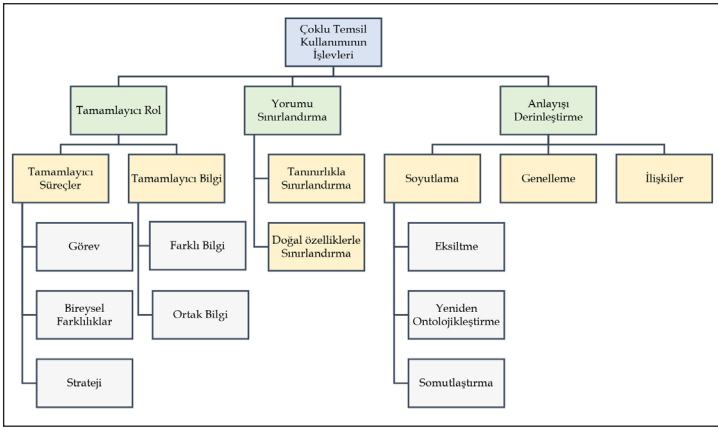 Çoklu Temsil
Kullanımının
İşlevleri
Tamamlayıcı Rol
Yorumu
Sınırlandırma
Anlayışı
Derinleştirme
Tamamlayıcı
Süreçler
Tamamlayıcı Bilgi
Tanınırlıkla
Sınırlandırma
Soyutlama
Genelleme
İlişkiler
Görev
Farklı Bilgi
Doğal özelliklerle
Sınırlandırma
Eksiltme
Bireysel
Farklılıklar
Ortak Bilgi
Yeniden
Ontolojikleştirme
Strateji
Somutlaştırma